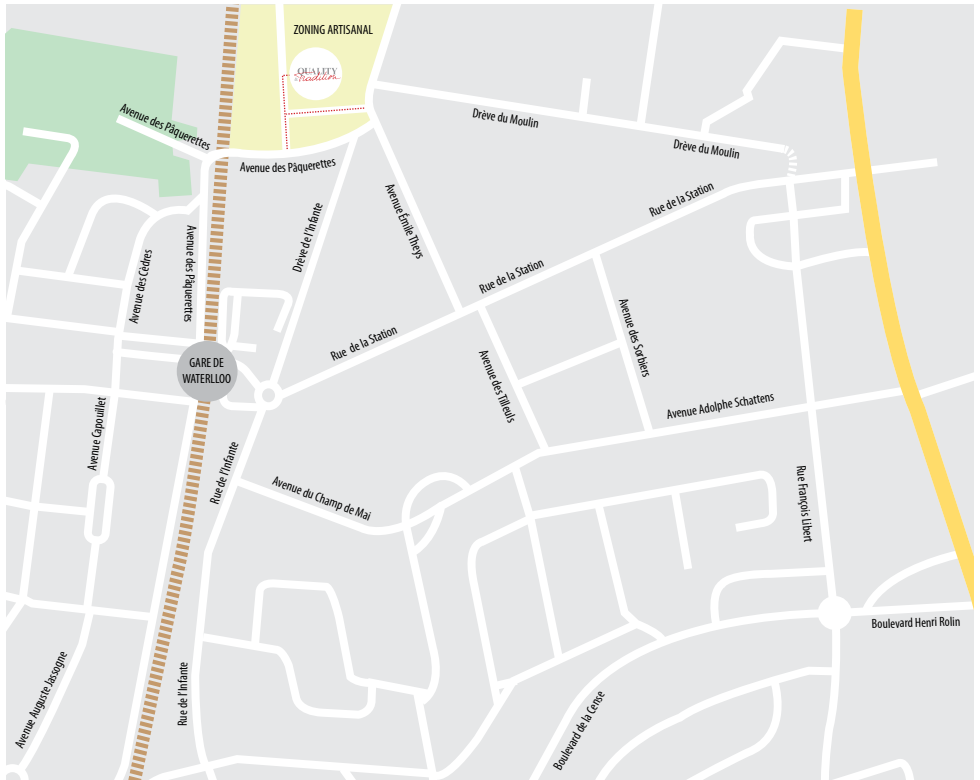 ZONING ARTISANAL
QUALITY
& Tradition
Avenue des Pâquerettes
Drève du Moulin
Drève du Moulin
Avenue des Pâquerettes
Avenue Émile Theys
Rue de la Station
Drève de l'Infante
Avenue des Cèdres
Avenue des Pâquerettes
Rue de la Station
Rue de la Station
Avenue des Sorbiers
GARE DE
WATERLLOO
Avenue des Tilleuls
Avenue Adolphe Schattens
Avenue Capouillet
Rue de l'Infante
Avenue du Champ de Mai
Rue François Libert
Boulevard Henri Rolin
Avenue Auguste Jassogne
Rue de l'Infante
Boulevard de la Cense